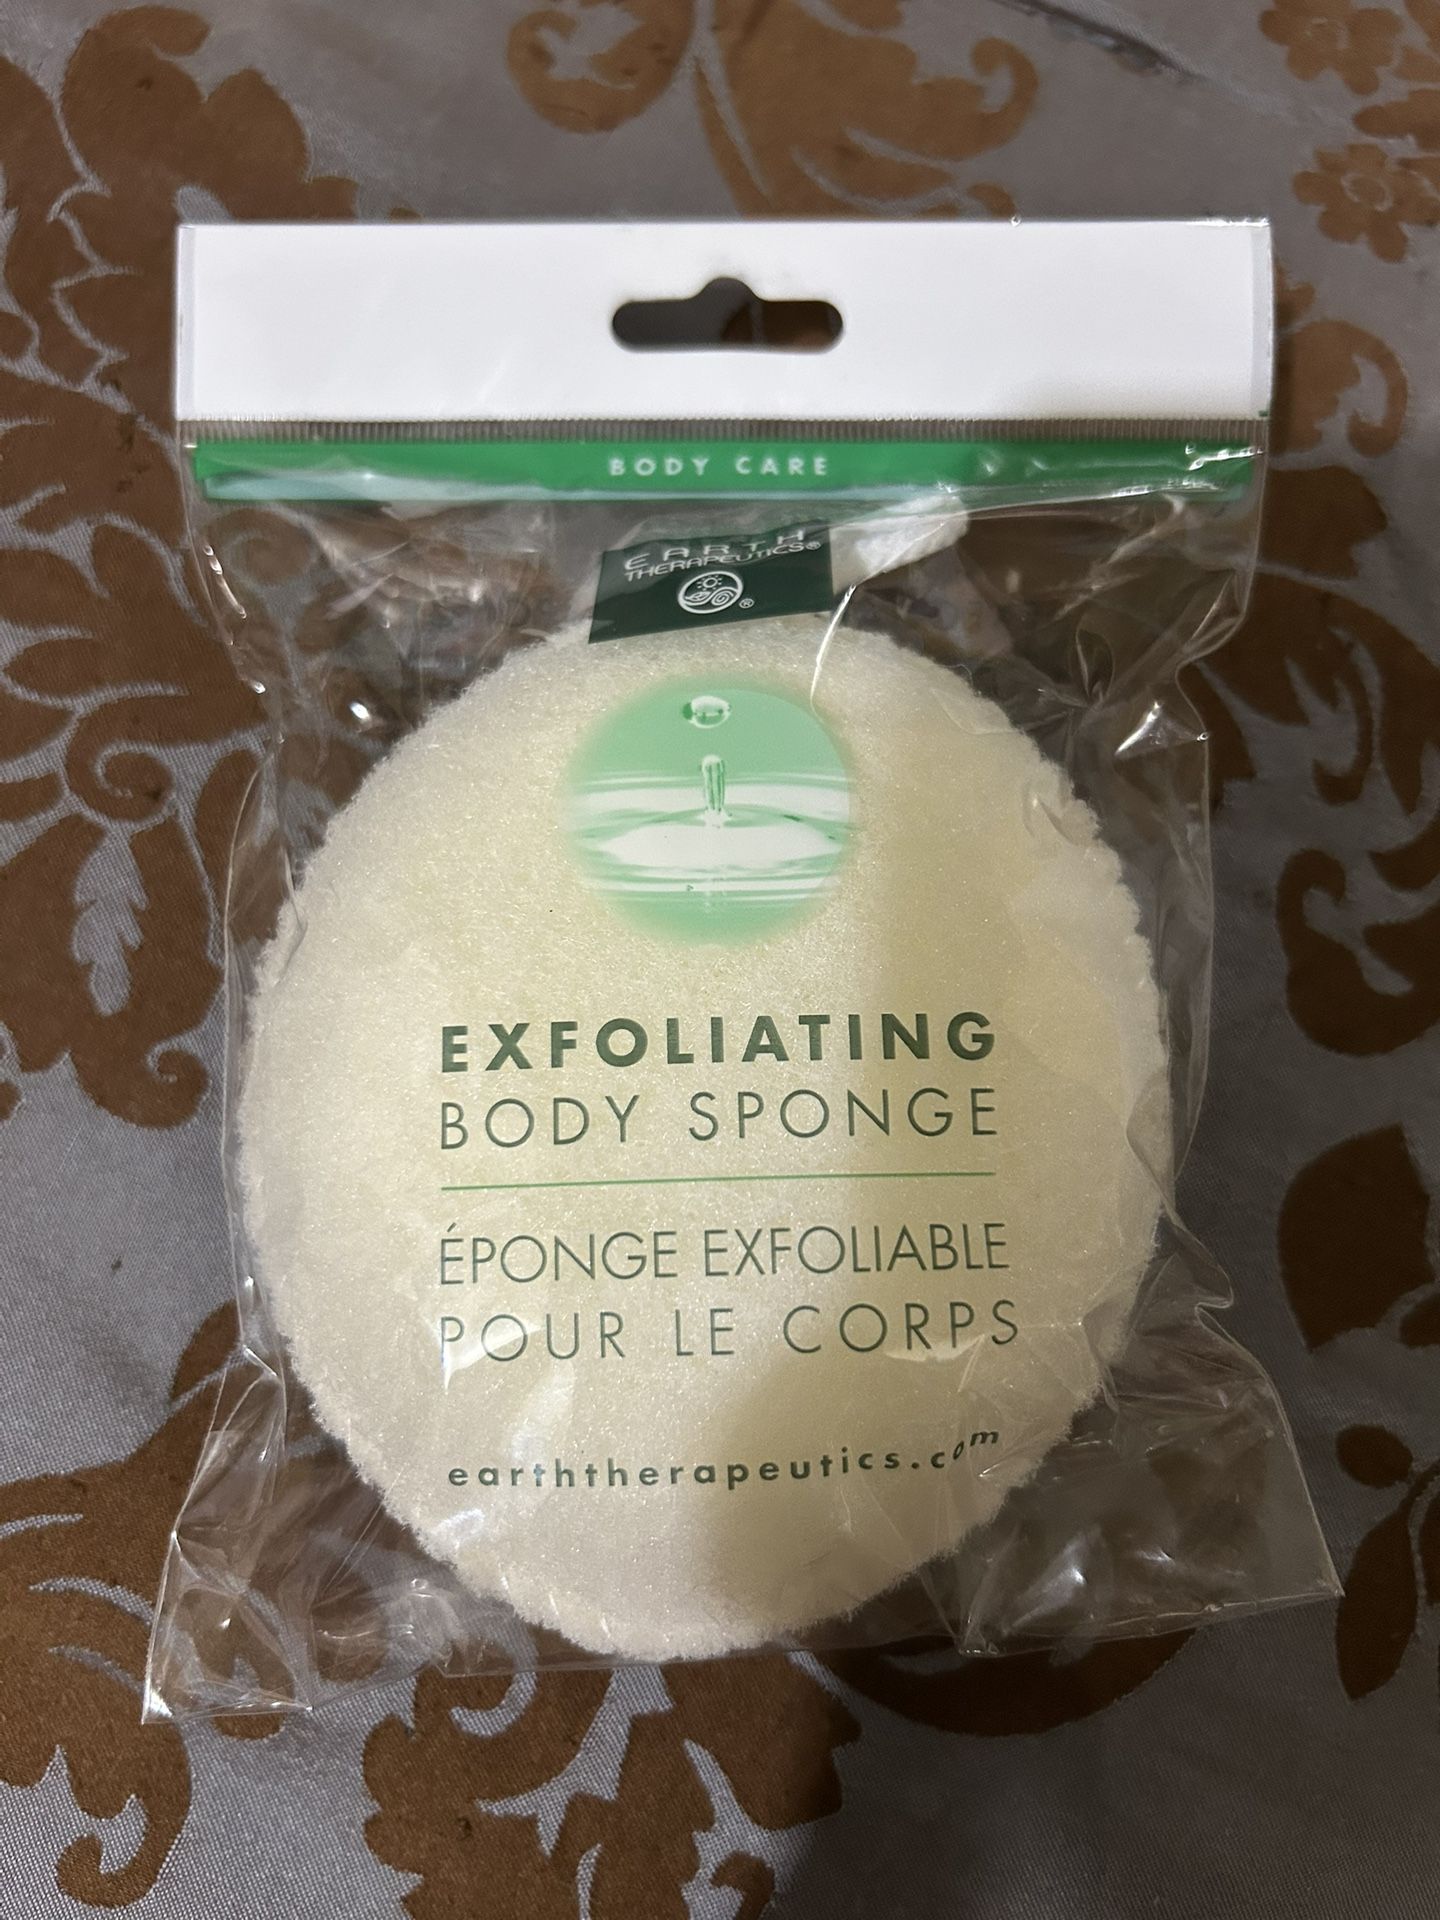 BODY CARE
EARTH
THERAPEUTICS®
®
EXFOLIATING
BODY SPONGE
ÉPONGE EXFOLIABLE
POUR LE CORPS
earththerapeutics.com